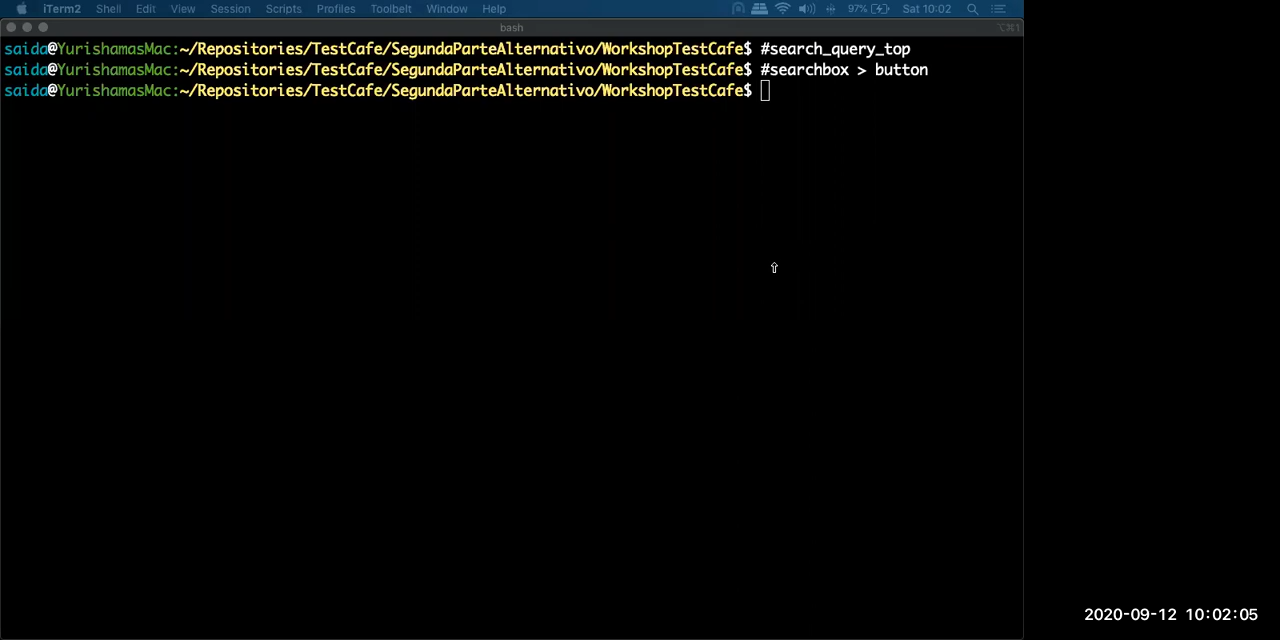 iTerm2 Shell Edit View Session Scripts Profiles Toolbelt Window Help 97% Sat 10:02
bash ⌥⌘1
saida@YurishamasMac:~/Repositories/TestCafe/SegundaParteAlternativo/WorkshopTestCafe$ #search_query_top
saida@YurishamasMac:~/Repositories/TestCafe/SegundaParteAlternativo/WorkshopTestCafe$ #searchbox > button
saida@YurishamasMac:~/Repositories/TestCafe/SegundaParteAlternativo/WorkshopTestCafe$
2020-09-12 10:02:05